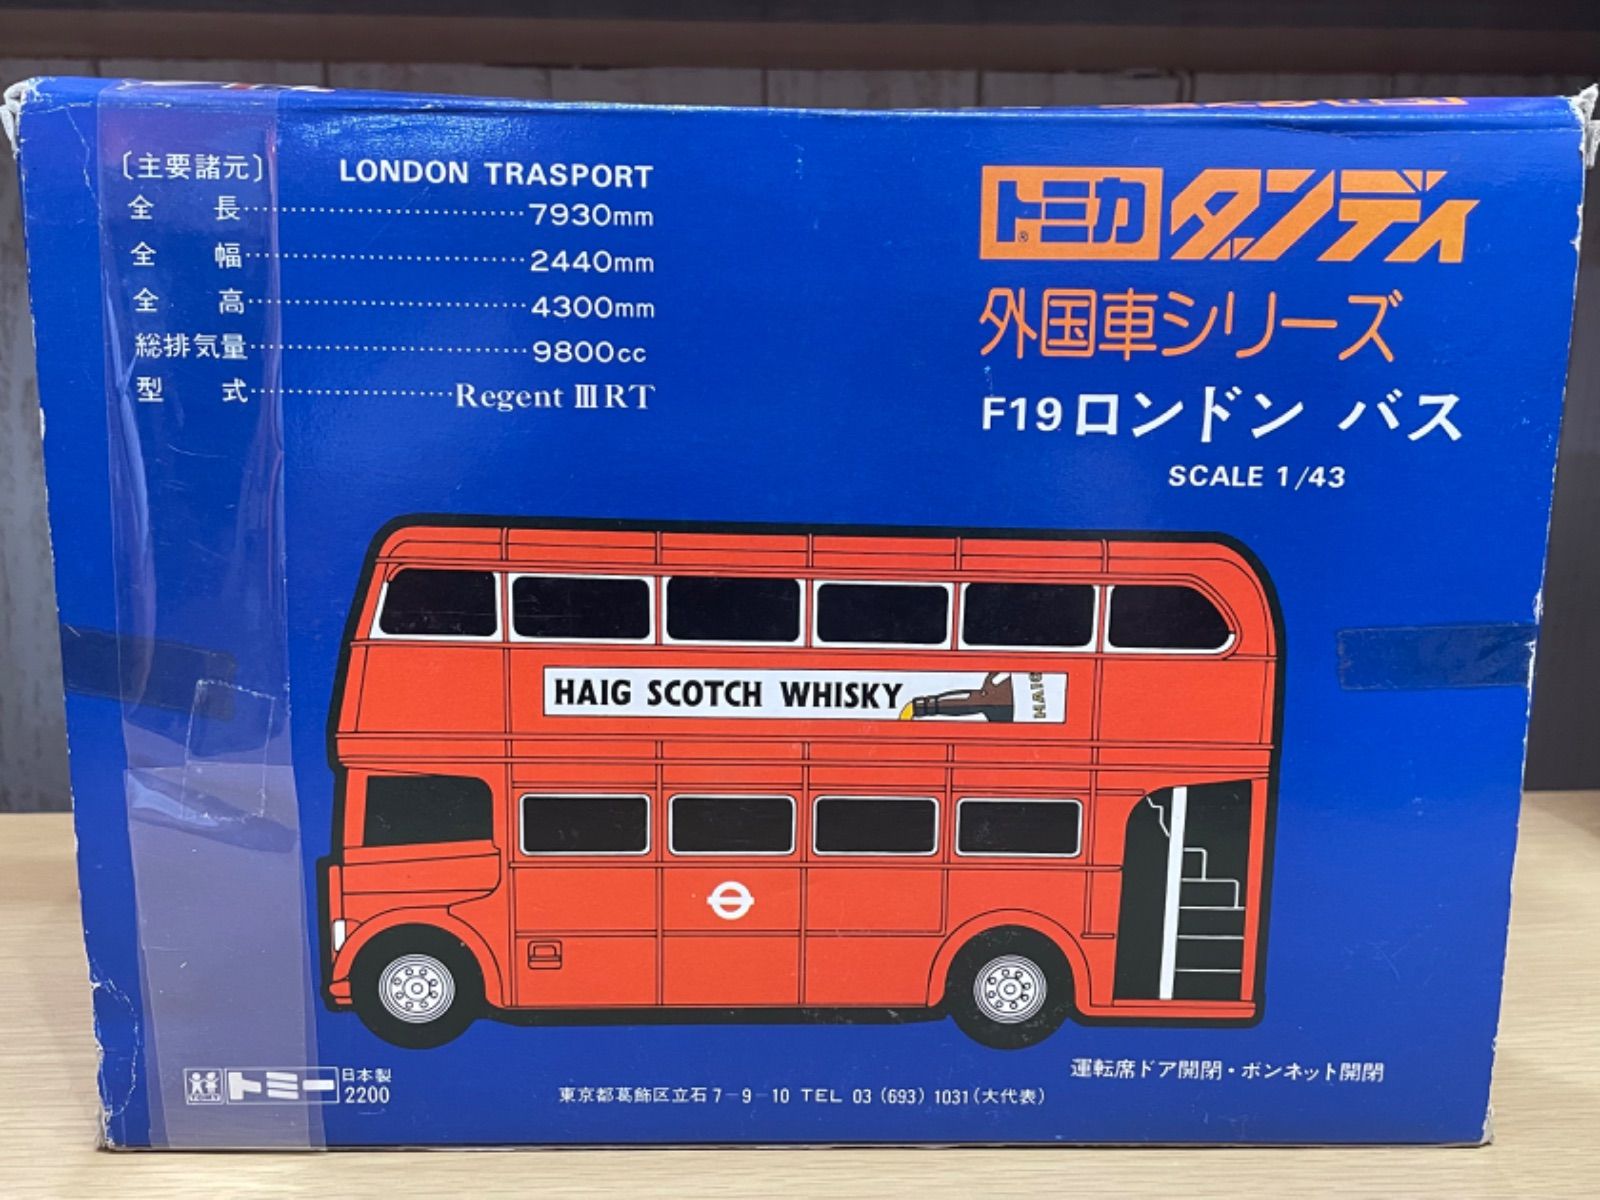 〔主要諸元〕 LONDON TRASPORT
全長 7930mm
全幅 2440mm
全高 4300mm
総排気量 9800cc
型式 Regent ⅢRT
トミカ ダンディ
外国車シリーズ
F19 ロンドン バス
SCALE 1/43
HAIG SCOTCH WHISKY
HAIG
トミー 日本製
2200
東京都葛飾区立石7-9-10 TEL 03 (693) 1031(大代表)
運転席ドア開閉・ボンネット開閉